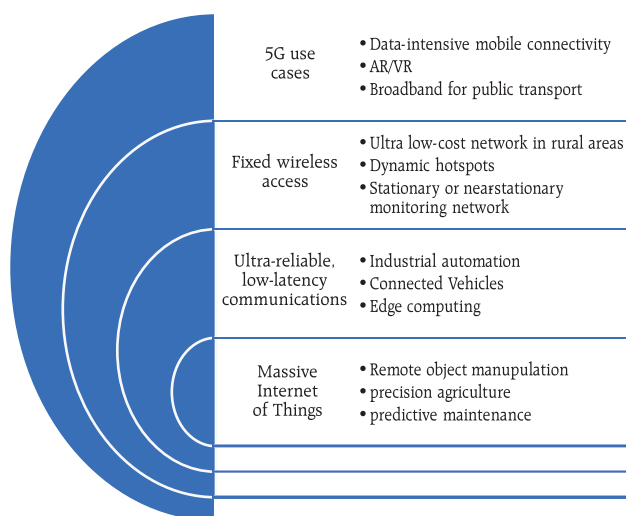 5G use
cases
• Data-intensive mobile connectivity
• AR/VR
• Broadband for public transport
Fixed wireless
access
• Ultra low-cost network in rural areas
• Dynamic hotspots
• Stationary or near-stationary
monitoring network
Ultra-reliable,
low-latency
communications
• Industrial automation
• Connected Vehicles
• Edge computing
Massive
Internet
of Things
• Remote object manupulation
• precision agriculture
• predictive maintenance